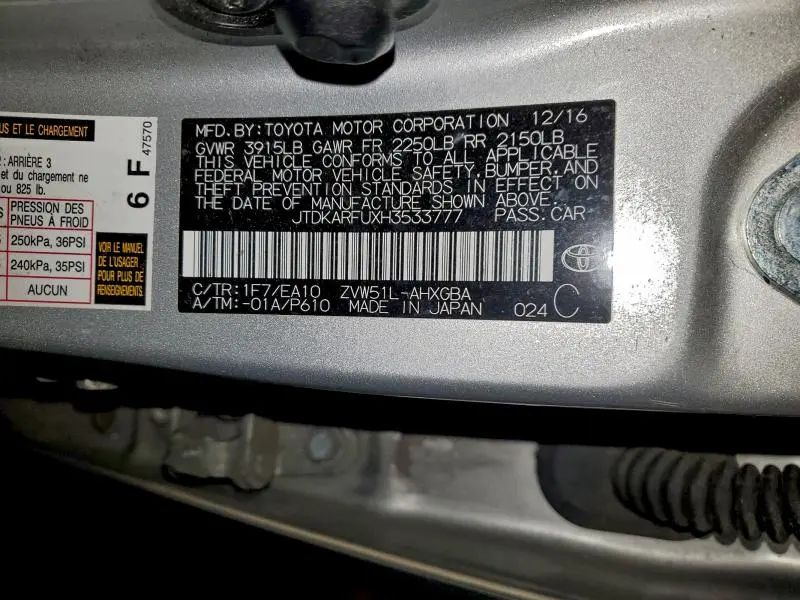 US ET LE CHARGEMENT
: ARRIÈRE 3
et du chargement ne
ou 825 lb.
PRESSION DES
PNEUS À FROID
250kPa, 36PSI
240kPa, 35PSI
AUCUN
VOIR LE MANUEL
DE L'USAGER
POUR PLUS DE
RENSEIGNEMENTS
6 F
47570
MFD. BY: TOYOTA MOTOR CORPORATION 12/16
GVWR 3915LB GAWR FR 2250LB RR 2150LB
THIS VEHICLE CONFORMS TO ALL APPLICABLE
FEDERAL MOTOR VEHICLE SAFETY, BUMPER, AND
THEFT PREVENTION STANDARDS IN EFFECT ON
THE DATE OF MANUFACTURE SHOWN ABOVE.
JTDKARFUXH3533777 PASS. CAR
C/TR: 1F7/EA10 ZVW51L-AHXGBA
A/TM: -01A/P610 MADE IN JAPAN 024 C